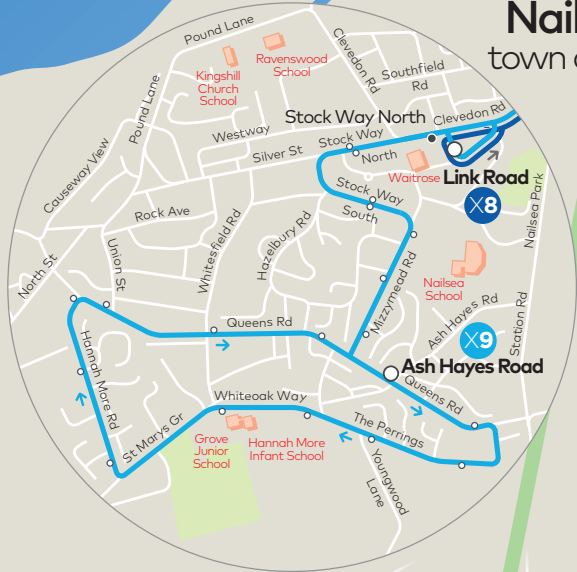 Nail
town
Pound Lane
Ravenswood
School
Kingshill
Church
School
Clevedon Rd
Southfield
Rd
Pound Lane
Stock Way North
Clevedon Rd
Westway
Stock Way
North
Silver St
Waitrose
Link Road
X8
Causeway View
Stock Way
South
Rock Ave
Nailsea Park
Whitesfield Rd
Hazelbury Rd
North St
Union St
Mizzymead Rd
Nailsea
School
Ash Hayes Rd
Station Rd
Queens Rd
X9
Ash Hayes Road
Hannah More Rd
Queens Rd
Whiteoak Way
St Marys Gr
The Perrings
Grove
Junior
School
Hannah More
Infant School
Youngwood
Lane